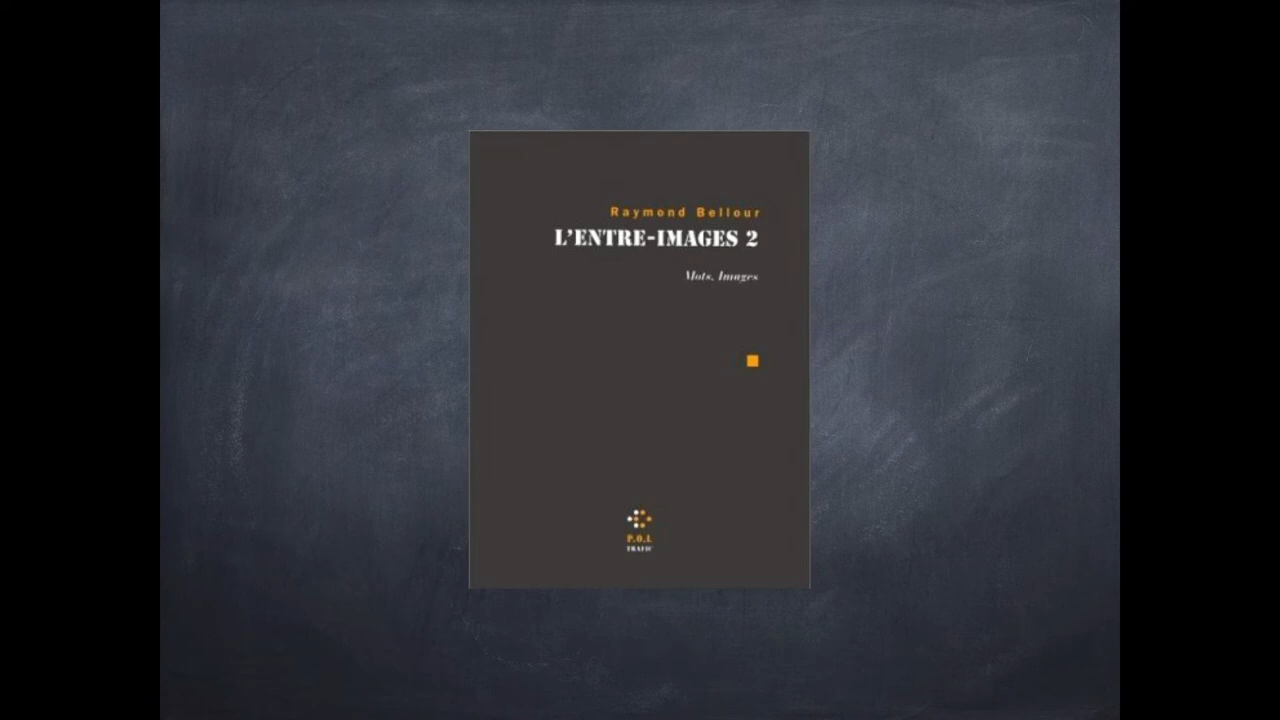 Raymond Bellour
L'ENTRE-IMAGES 2
Mots, Images
P.O.L
TRAFIC